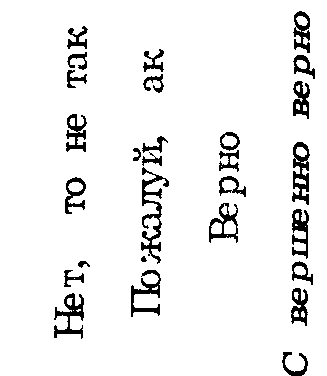 Нет, то не так
Пожалуй, ак
Верно
С вершенно верно